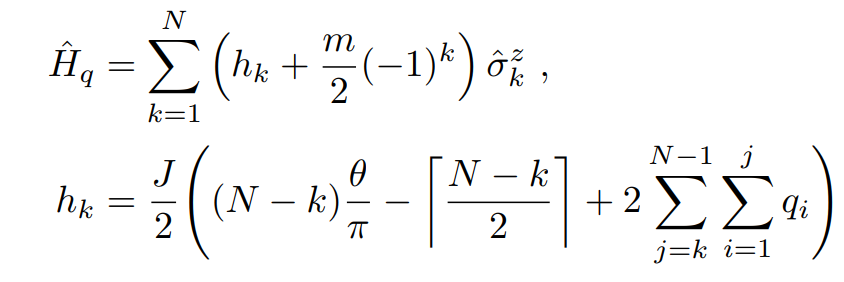 $$\hat{H}_q = \sum_{k=1}^{N} \left( h_k + \frac{m}{2}(-1)^k \right) \hat{\sigma}_k^z \ ,$$
$$h_k = \frac{J}{2} \left( (N-k)\frac{\theta}{\pi} - \left\lceil \frac{N-k}{2} \right\rceil + 2 \sum_{j=k}^{N-1} \sum_{i=1}^{j} q_i \right)$$